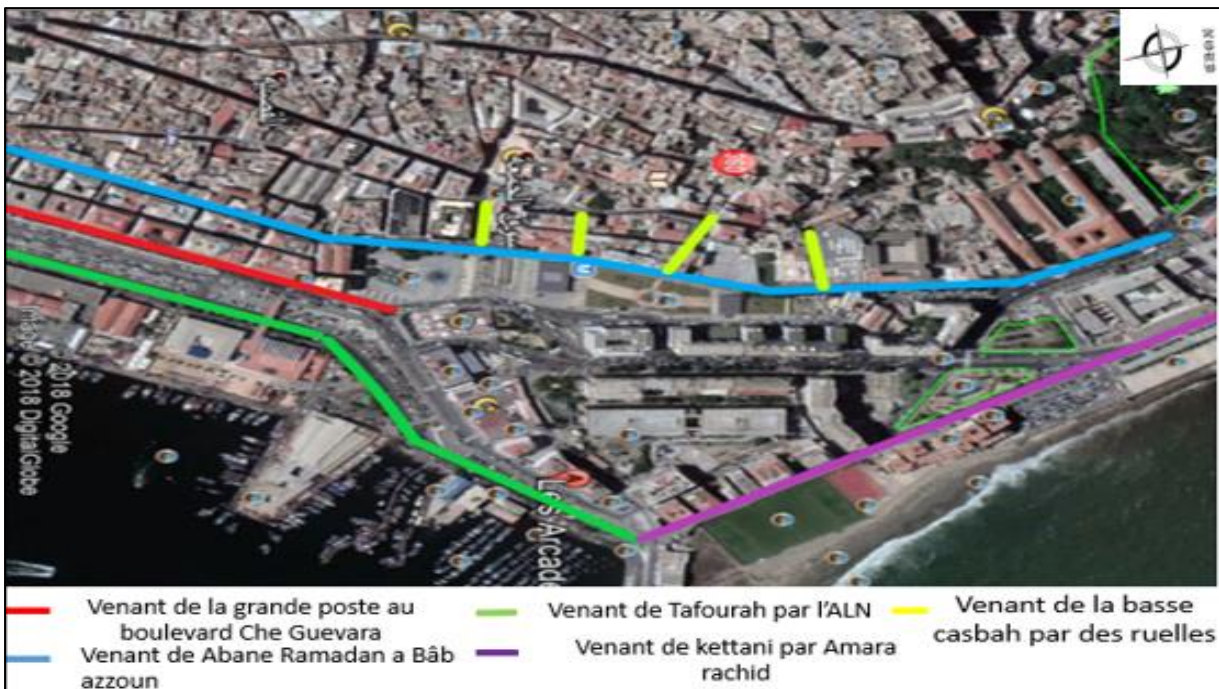 Les Arcade
© 2018 Google
Image © 2018 DigitalGlobe
Venant de la grande poste au
boulevard Che Guevara
Venant de Abane Ramadan a Bâb
azzoun
Venant de Tafourah par l'ALN
Venant de kettani par Amara
rachid
Venant de la basse
casbah par des ruelles